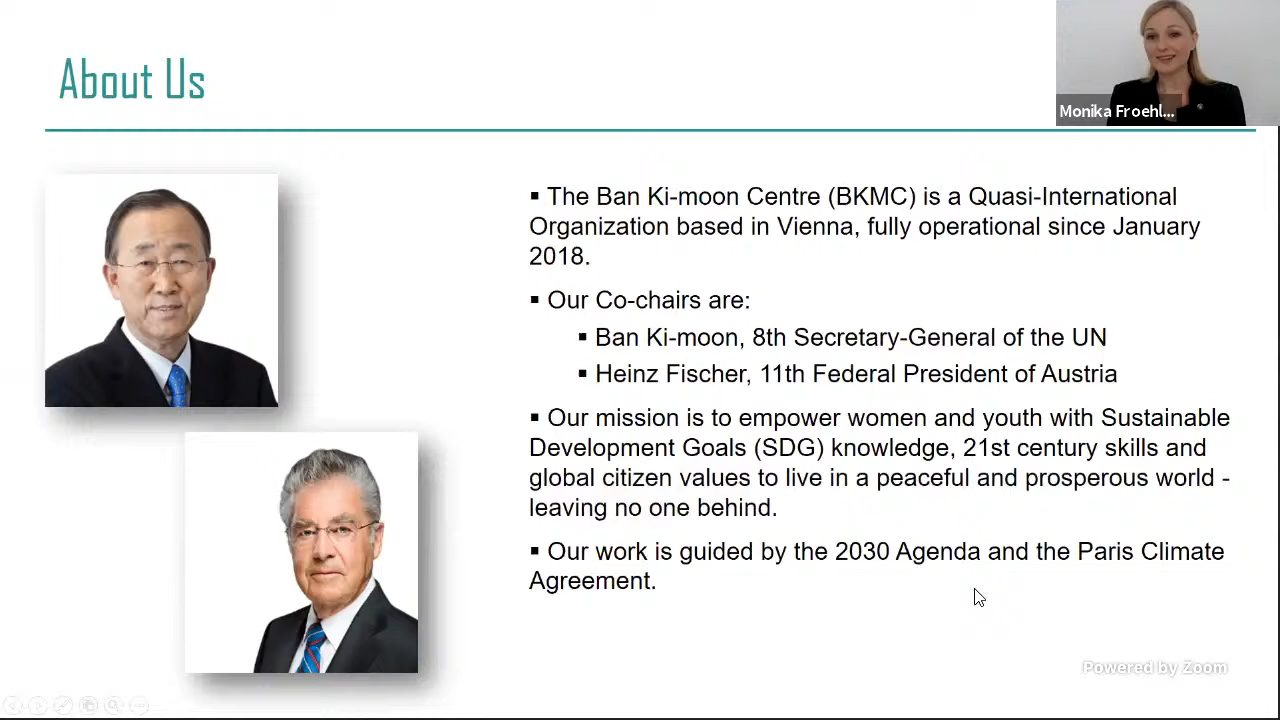 About Us
Monika Froehl...
▪ The Ban Ki-moon Centre (BKMC) is a Quasi-International
Organization based in Vienna, fully operational since January
2018.
▪ Our Co-chairs are:
▪ Ban Ki-moon, 8th Secretary-General of the UN
▪ Heinz Fischer, 11th Federal President of Austria
▪ Our mission is to empower women and youth with Sustainable
Development Goals (SDG) knowledge, 21st century skills and
global citizen values to live in a peaceful and prosperous world -
leaving no one behind.
▪ Our work is guided by the 2030 Agenda and the Paris Climate
Agreement.
Powered by Zoom